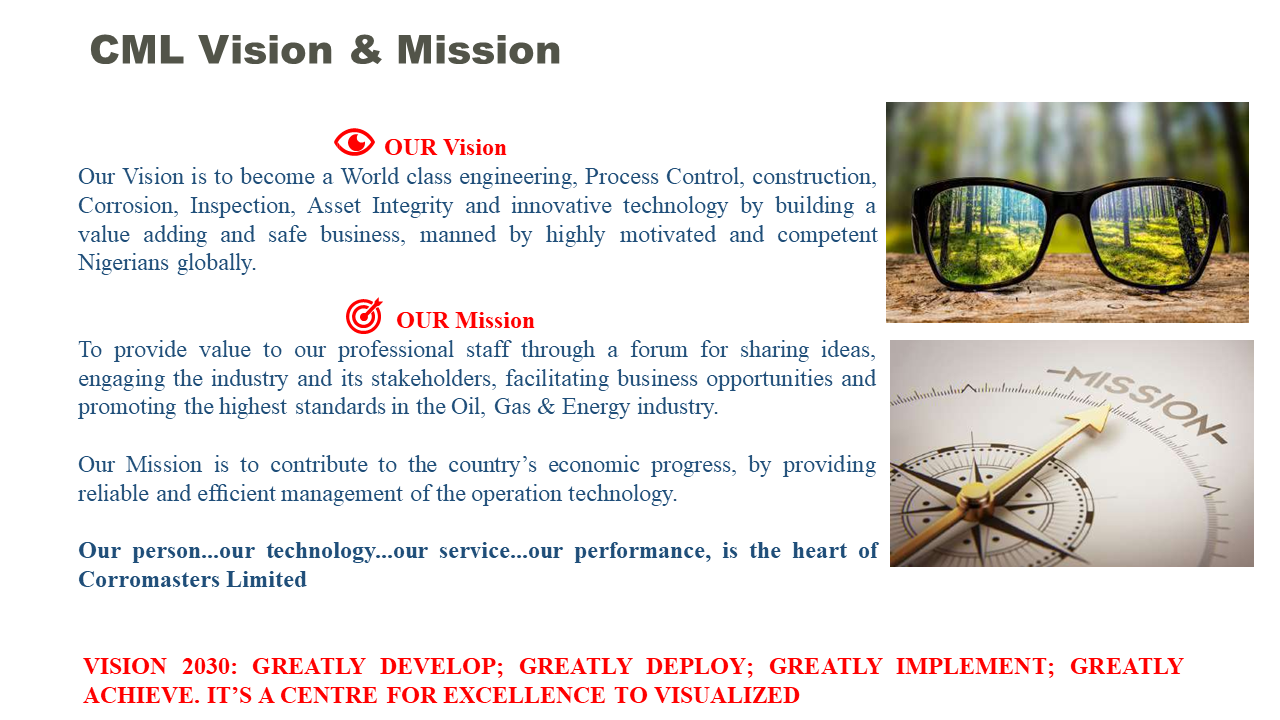 CML Vision & Mission
OUR Vision
Our Vision is to become a World class engineering, Process Control, construction,
Corrosion, Inspection, Asset Integrity and innovative technology by building a
value adding and safe business, manned by highly motivated and competent
Nigerians globally.
OUR Mission
To provide value to our professional staff through a forum for sharing ideas,
engaging the industry and its stakeholders, facilitating business opportunities and
promoting the highest standards in the Oil, Gas & Energy industry.
Our Mission is to contribute to the country’s economic progress, by providing
reliable and efficient management of the operation technology.
Our person...our technology...our service...our performance, is the heart of
Corromasters Limited
-MISSION-
VISION 2030: GREATLY DEVELOP; GREATLY DEPLOY; GREATLY IMPLEMENT; GREATLY
ACHIEVE. IT’S A CENTRE FOR EXCELLENCE TO VISUALIZED